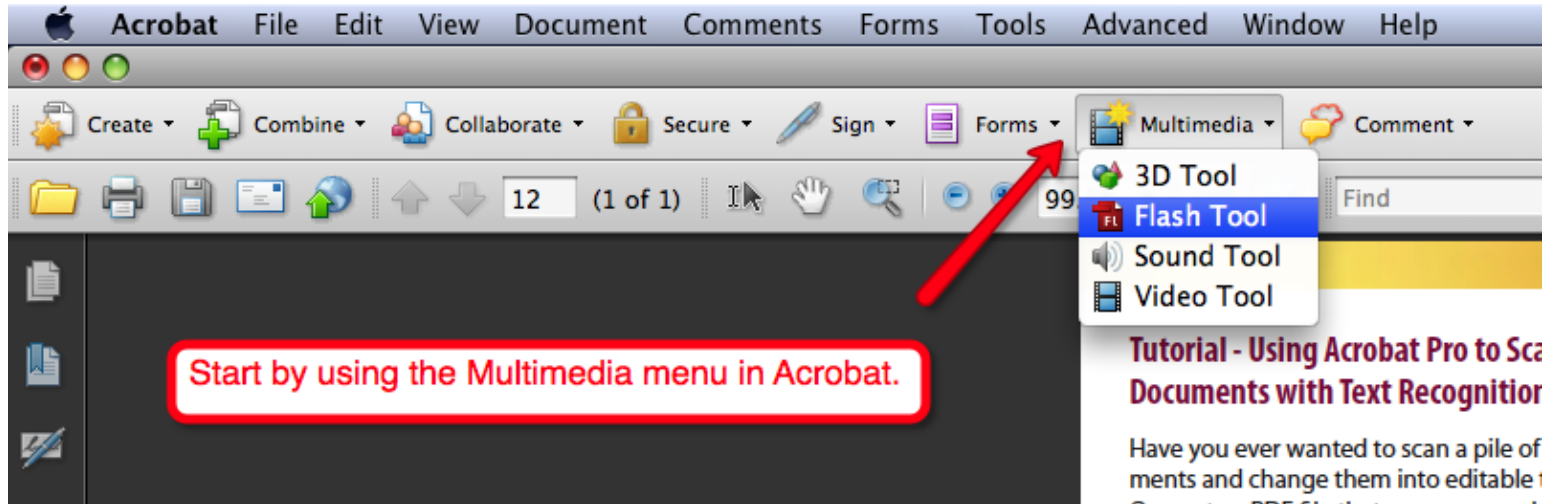 Acrobat File Edit View Document Comments Forms Tools Advanced Window Help
Create Combine Collaborate Secure Sign Forms Multimedia Comment
12 (1 of 1) 99 Find
3D Tool
FL Flash Tool
Sound Tool
Video Tool
Start by using the Multimedia menu in Acrobat.
Tutorial - Using Acrobat Pro to Sca
Documents with Text Recognition
Have you ever wanted to scan a pile of
ments and change them into editable